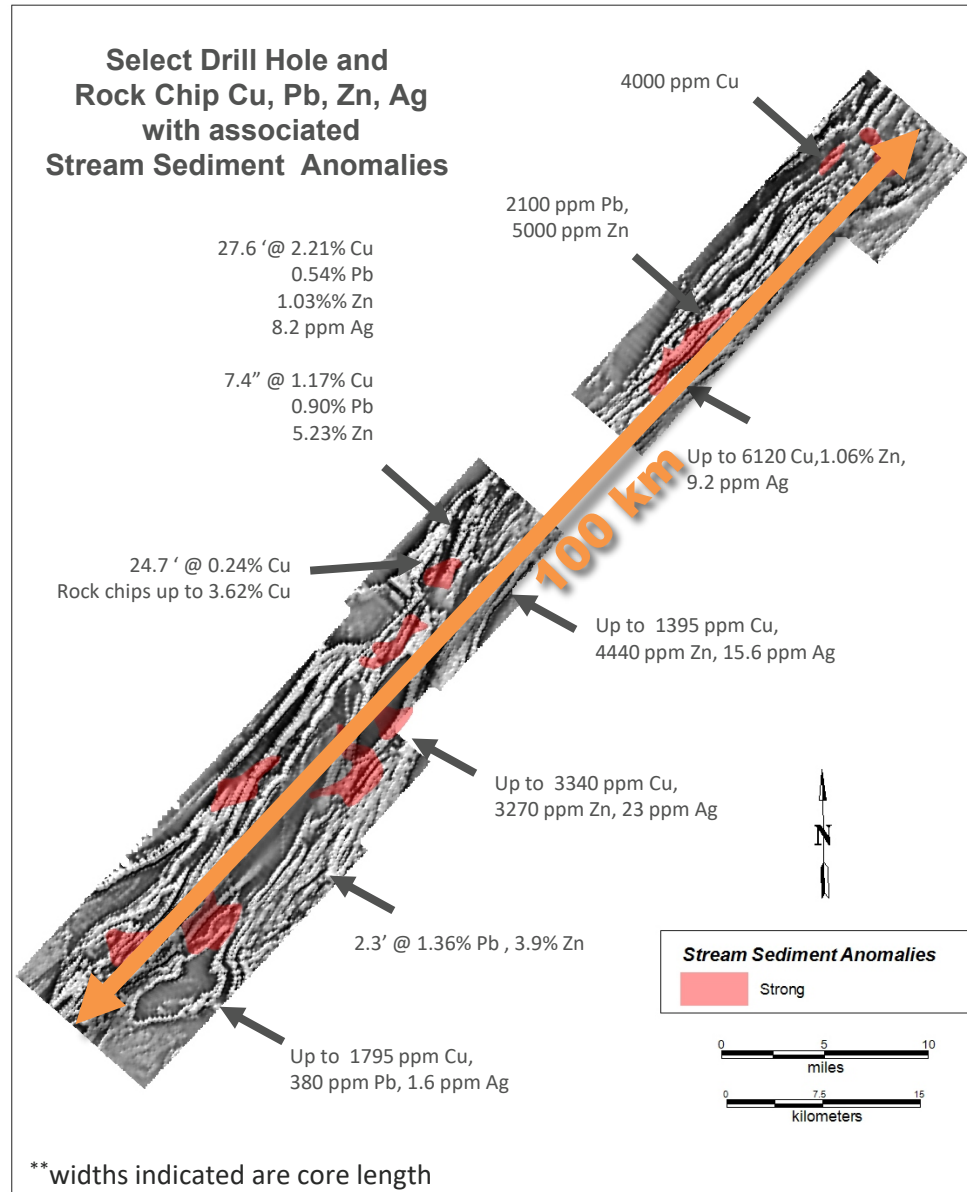 Select Drill Hole and
Rock Chip Cu, Pb, Zn, Ag
with associated
Stream Sediment Anomalies
4000 ppm Cu
2100 ppm Pb,
5000 ppm Zn
27.6 ‘@ 2.21% Cu
0.54% Pb
1.03%% Zn
8.2 ppm Ag
7.4” @ 1.17% Cu
0.90% Pb
5.23% Zn
Up to 6120 Cu,1.06% Zn,
9.2 ppm Ag
100 km
24.7 ‘ @ 0.24% Cu
Rock chips up to 3.62% Cu
Up to 1395 ppm Cu,
4440 ppm Zn, 15.6 ppm Ag
Up to 3340 ppm Cu,
3270 ppm Zn, 23 ppm Ag
N
2.3’ @ 1.36% Pb , 3.9% Zn
Stream Sediment Anomalies
Strong
Up to 1795 ppm Cu,
380 ppm Pb, 1.6 ppm Ag
0 5 10
miles
0 7.5 15
kilometers
**widths indicated are core length